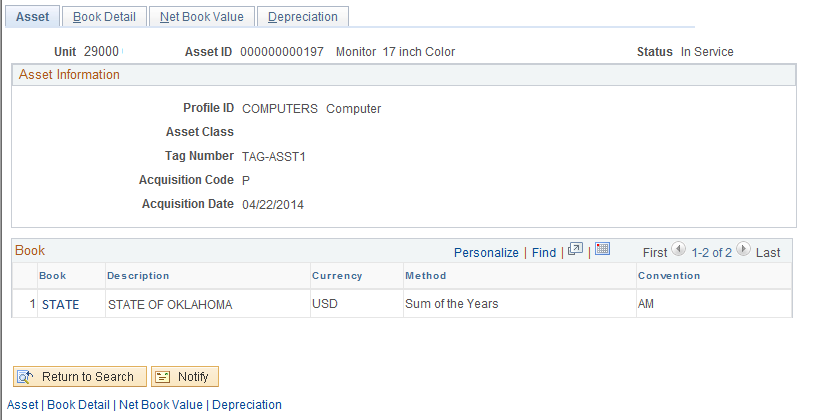 Asset Book Detail Net Book Value Depreciation
Unit 29000 Asset ID 000000000197 Monitor 17 inch Color Status In Service
Asset Information
Profile ID COMPUTERS Computer
Asset Class
Tag Number TAG-ASST1
Acquisition Code P
Acquisition Date 04/22/2014
Book Personalize | Find | | First 1-2 of 2 Last
Book Description Currency Method Convention
1 STATE STATE OF OKLAHOMA USD Sum of the Years AM
Return to Search Notify
Asset | Book Detail | Net Book Value | Depreciation